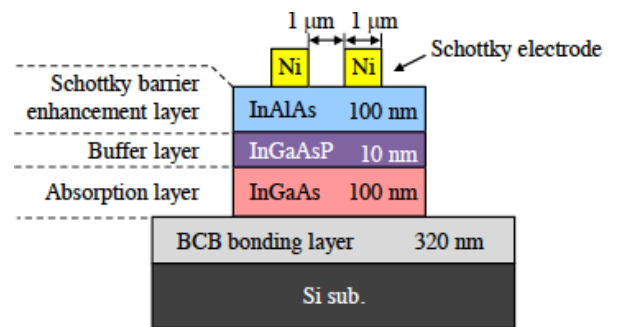 1 μm 1 μm
Ni Ni
Schottky electrode
Schottky barrier
enhancement layer
InAlAs 100 nm
Buffer layer
InGaAsP 10 nm
Absorption layer
InGaAs 100 nm
BCB bonding layer 320 nm
Si sub.